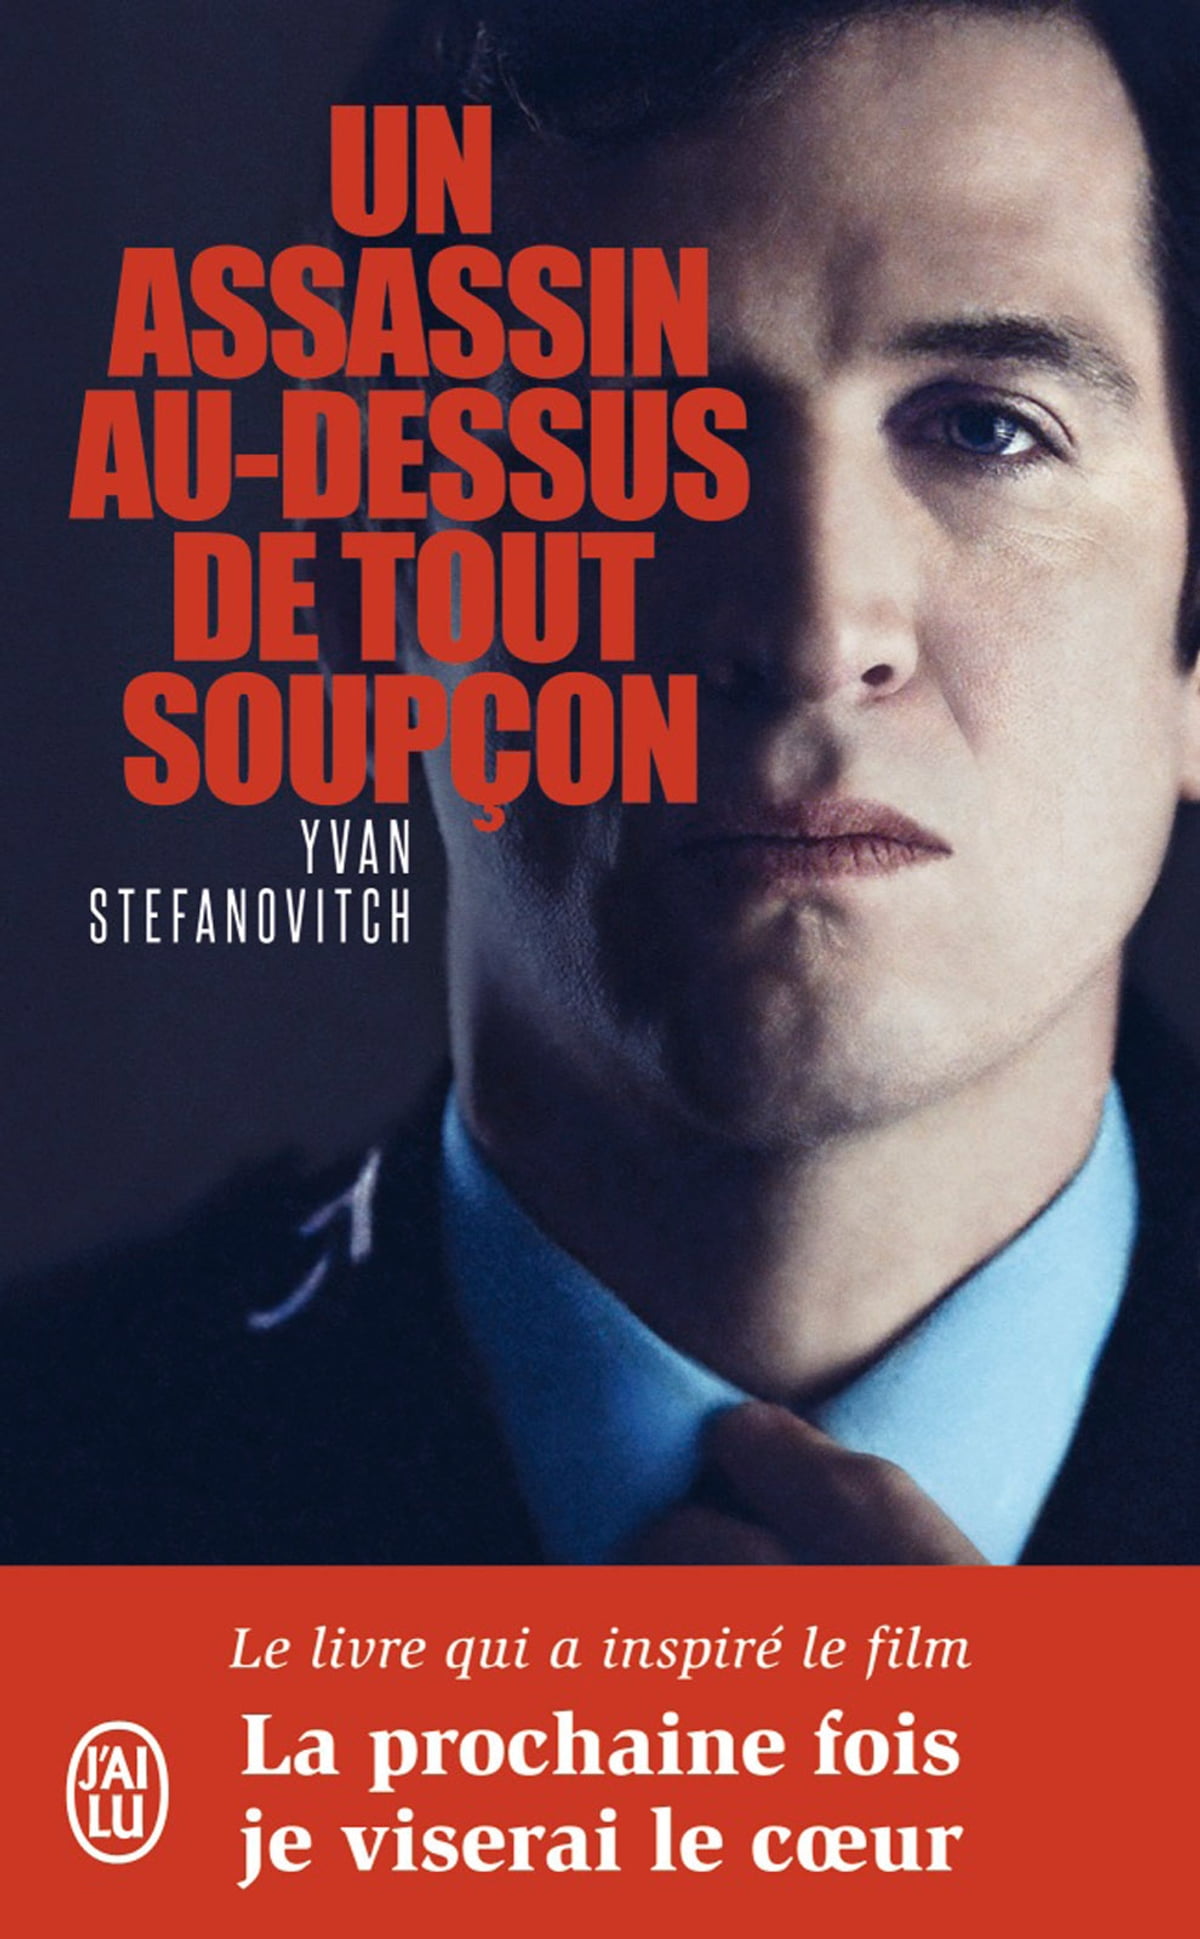 UN
ASSASSIN
AU-DESSUS
DE TOUT
SOUPÇON
YVAN
STEFANOVITCH
Le livre qui a inspiré le film
La prochaine fois
je viserai le cœur
J'AI
LU